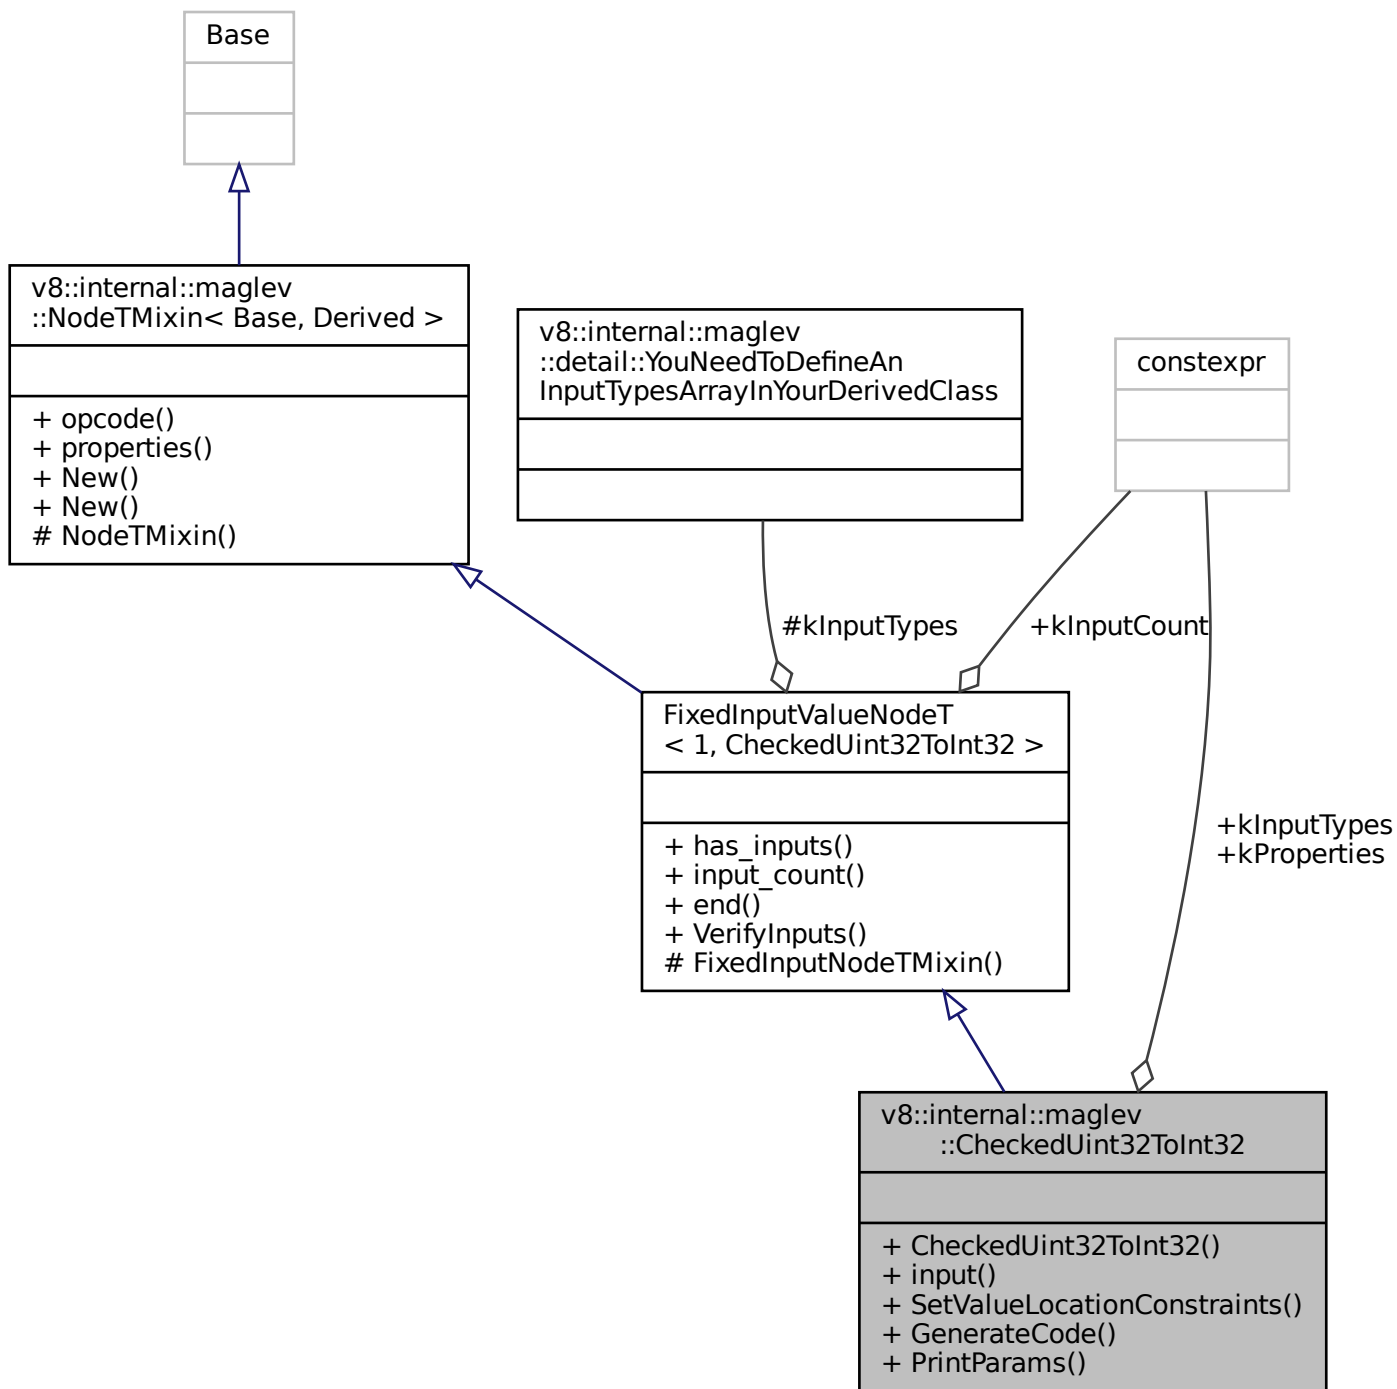 Base
v8::internal::maglev
::NodeTMixin< Base, Derived >
+ opcode()
+ properties()
+ New()
+ New()
# NodeTMixin()
v8::internal::maglev
::detail::YouNeedToDefineAn
InputTypesArrayInYourDerivedClass
constexpr
#kInputTypes
+kInputCount
FixedInputValueNodeT
< 1, CheckedUint32ToInt32 >
+ has_inputs()
+ input_count()
+ end()
+ VerifyInputs()
# FixedInputNodeTMixin()
+kInputTypes
+kProperties
v8::internal::maglev
::CheckedUint32ToInt32
+ CheckedUint32ToInt32()
+ input()
+ SetValueLocationConstraints()
+ GenerateCode()
+ PrintParams()